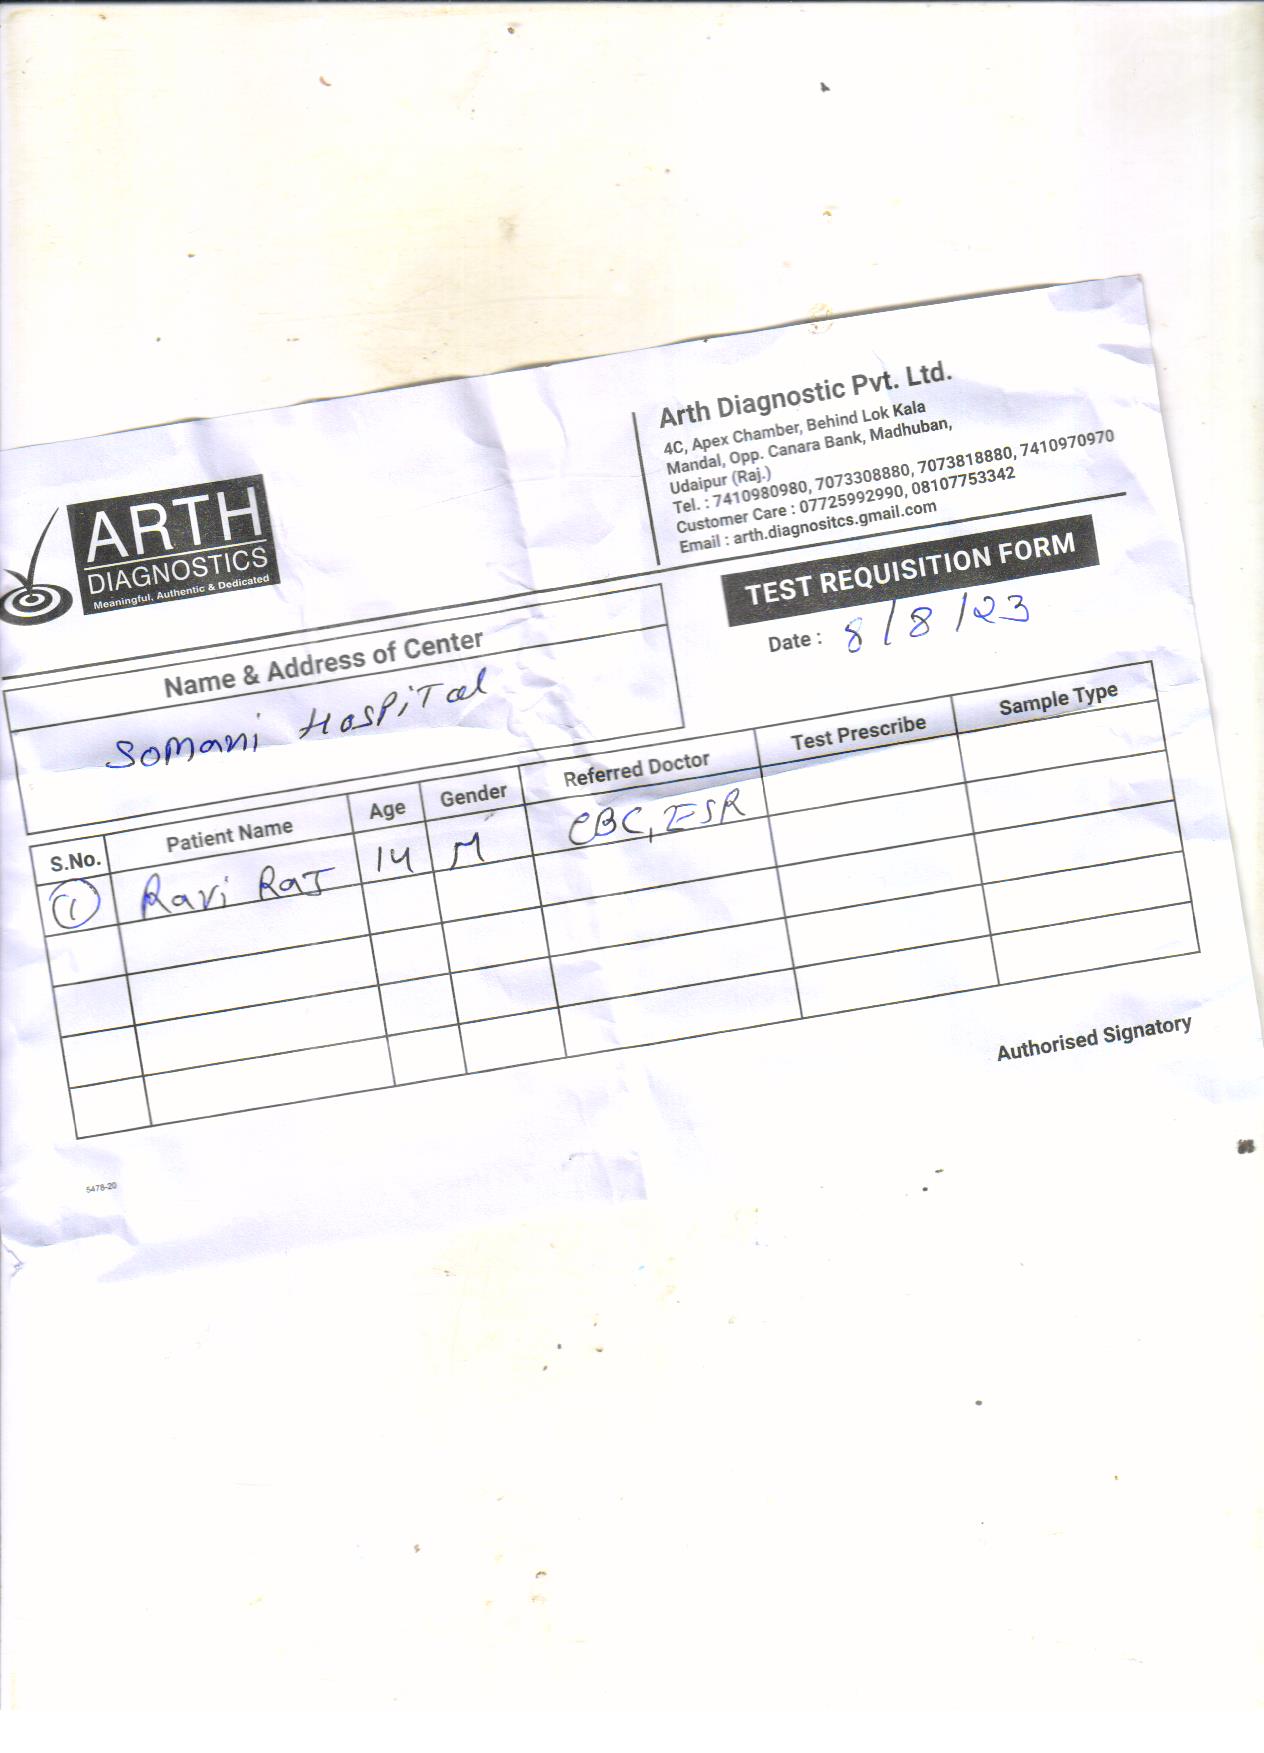 Arth Diagnostic Pvt. Ltd.
4C, Apex Chamber, Behind Lok Kala
Mandal, Opp. Canara Bank, Madhuban,
Udaipur (Raj.)
Tel. : 7410980980, 7073308880, 7073818880, 7410970970
Customer Care : 07725992990, 08107753342
Email : arth.diagnositcs.gmail.com
ARTH
DIAGNOSTICS
Meaningful, Authentic & Dedicated
TEST REQUISITION FORM
Date : 8/8/23
Name & Address of Center
Somani Hospital
S.No. Patient Name Age Gender Referred Doctor Test Prescribe Sample Type
1 Ravi Raj 14 M CBC, ESR
Authorised Signatory
5478-20